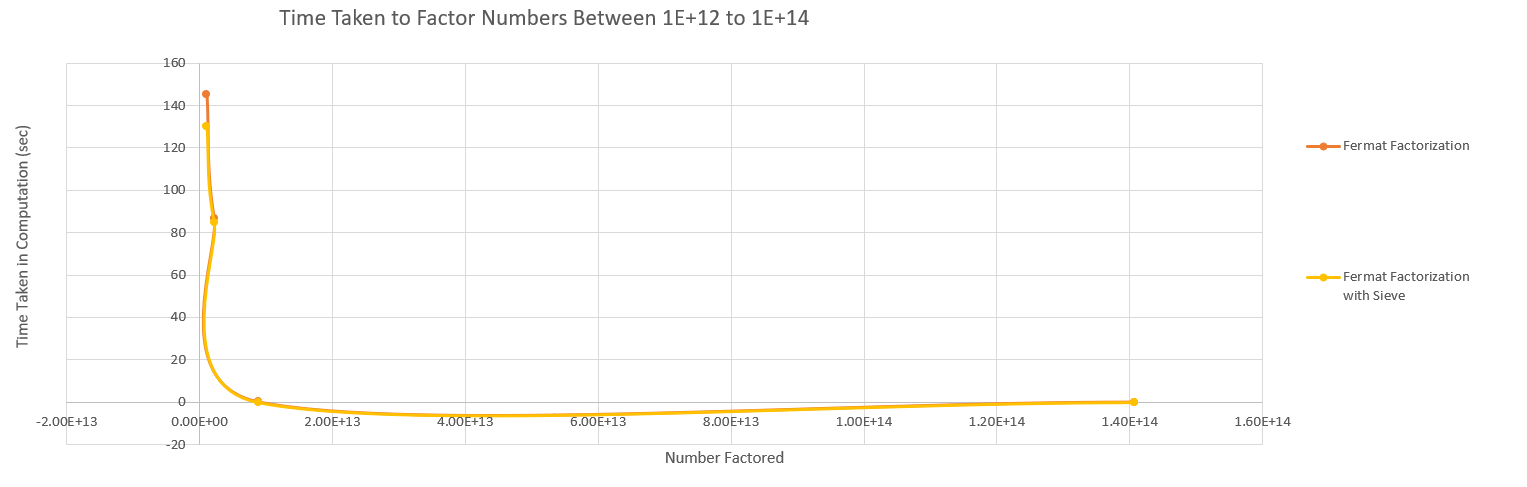 Time Taken to Factor Numbers Between 1E+12 to 1E+14
160
140
120
100
80
60
40
20
0
-20
-2.00E+13
0.00E+00
2.00E+13
4.00E+13
6.00E+13
8.00E+13
1.00E+14
1.20E+14
1.40E+14
1.60E+14
Time Taken in Computation (sec)
Number Factored
Fermat Factorization
Fermat Factorization
with Sieve